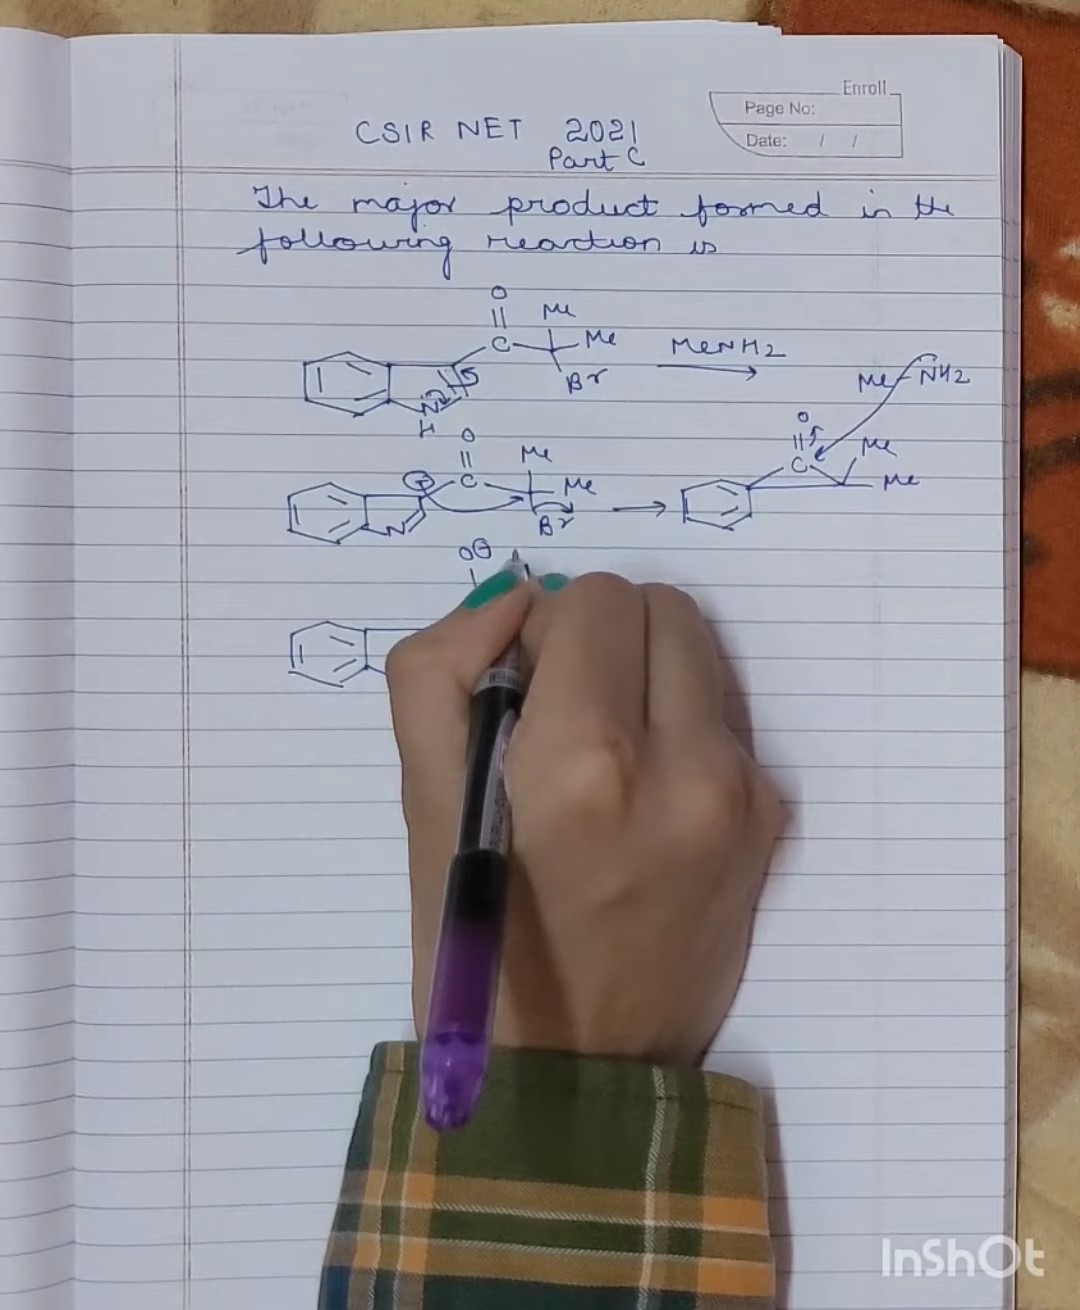 Enroll
Page No:
Date: / /
CSIR NET 2021
Part C
The major product formed in the
following reaction is
O
Me
C
Me
Br
MeNH2
N
H
Me-NH2
O
C
Me
Me
O
C
Me
Me
Br
N
O⊖
InShOt